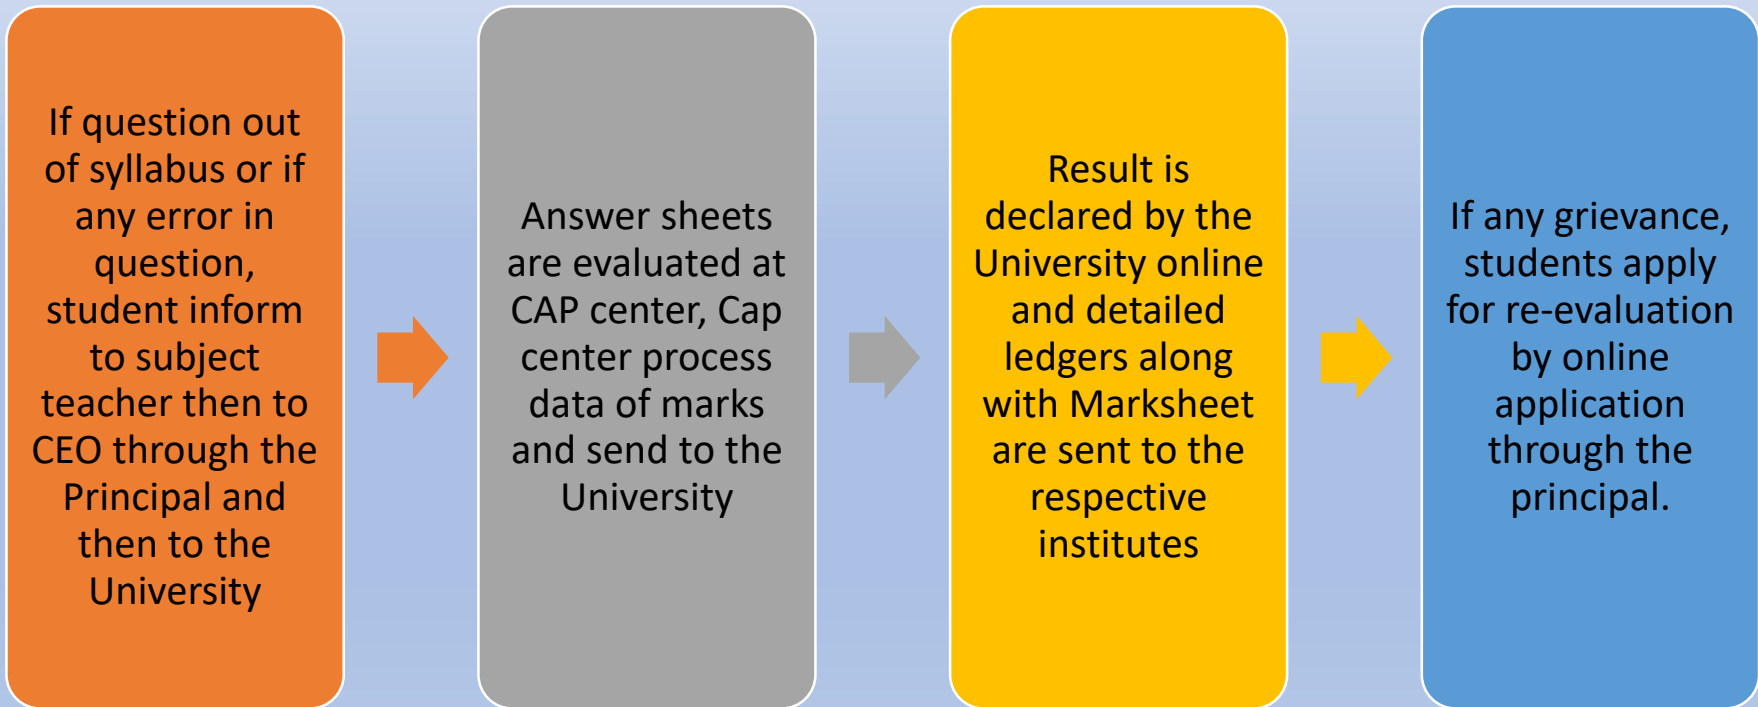 If question out
of syllabus or if
any error in
question,
student inform
to subject
teacher then to
CEO through the
Principal and
then to the
University
Answer sheets
are evaluated at
CAP center, Cap
center process
data of marks
and send to the
University
Result is
declared by the
University online
and detailed
ledgers along
with Marksheet
are sent to the
respective
institutes
If any grievance,
students apply
for re-evaluation
by online
application
through the
principal.